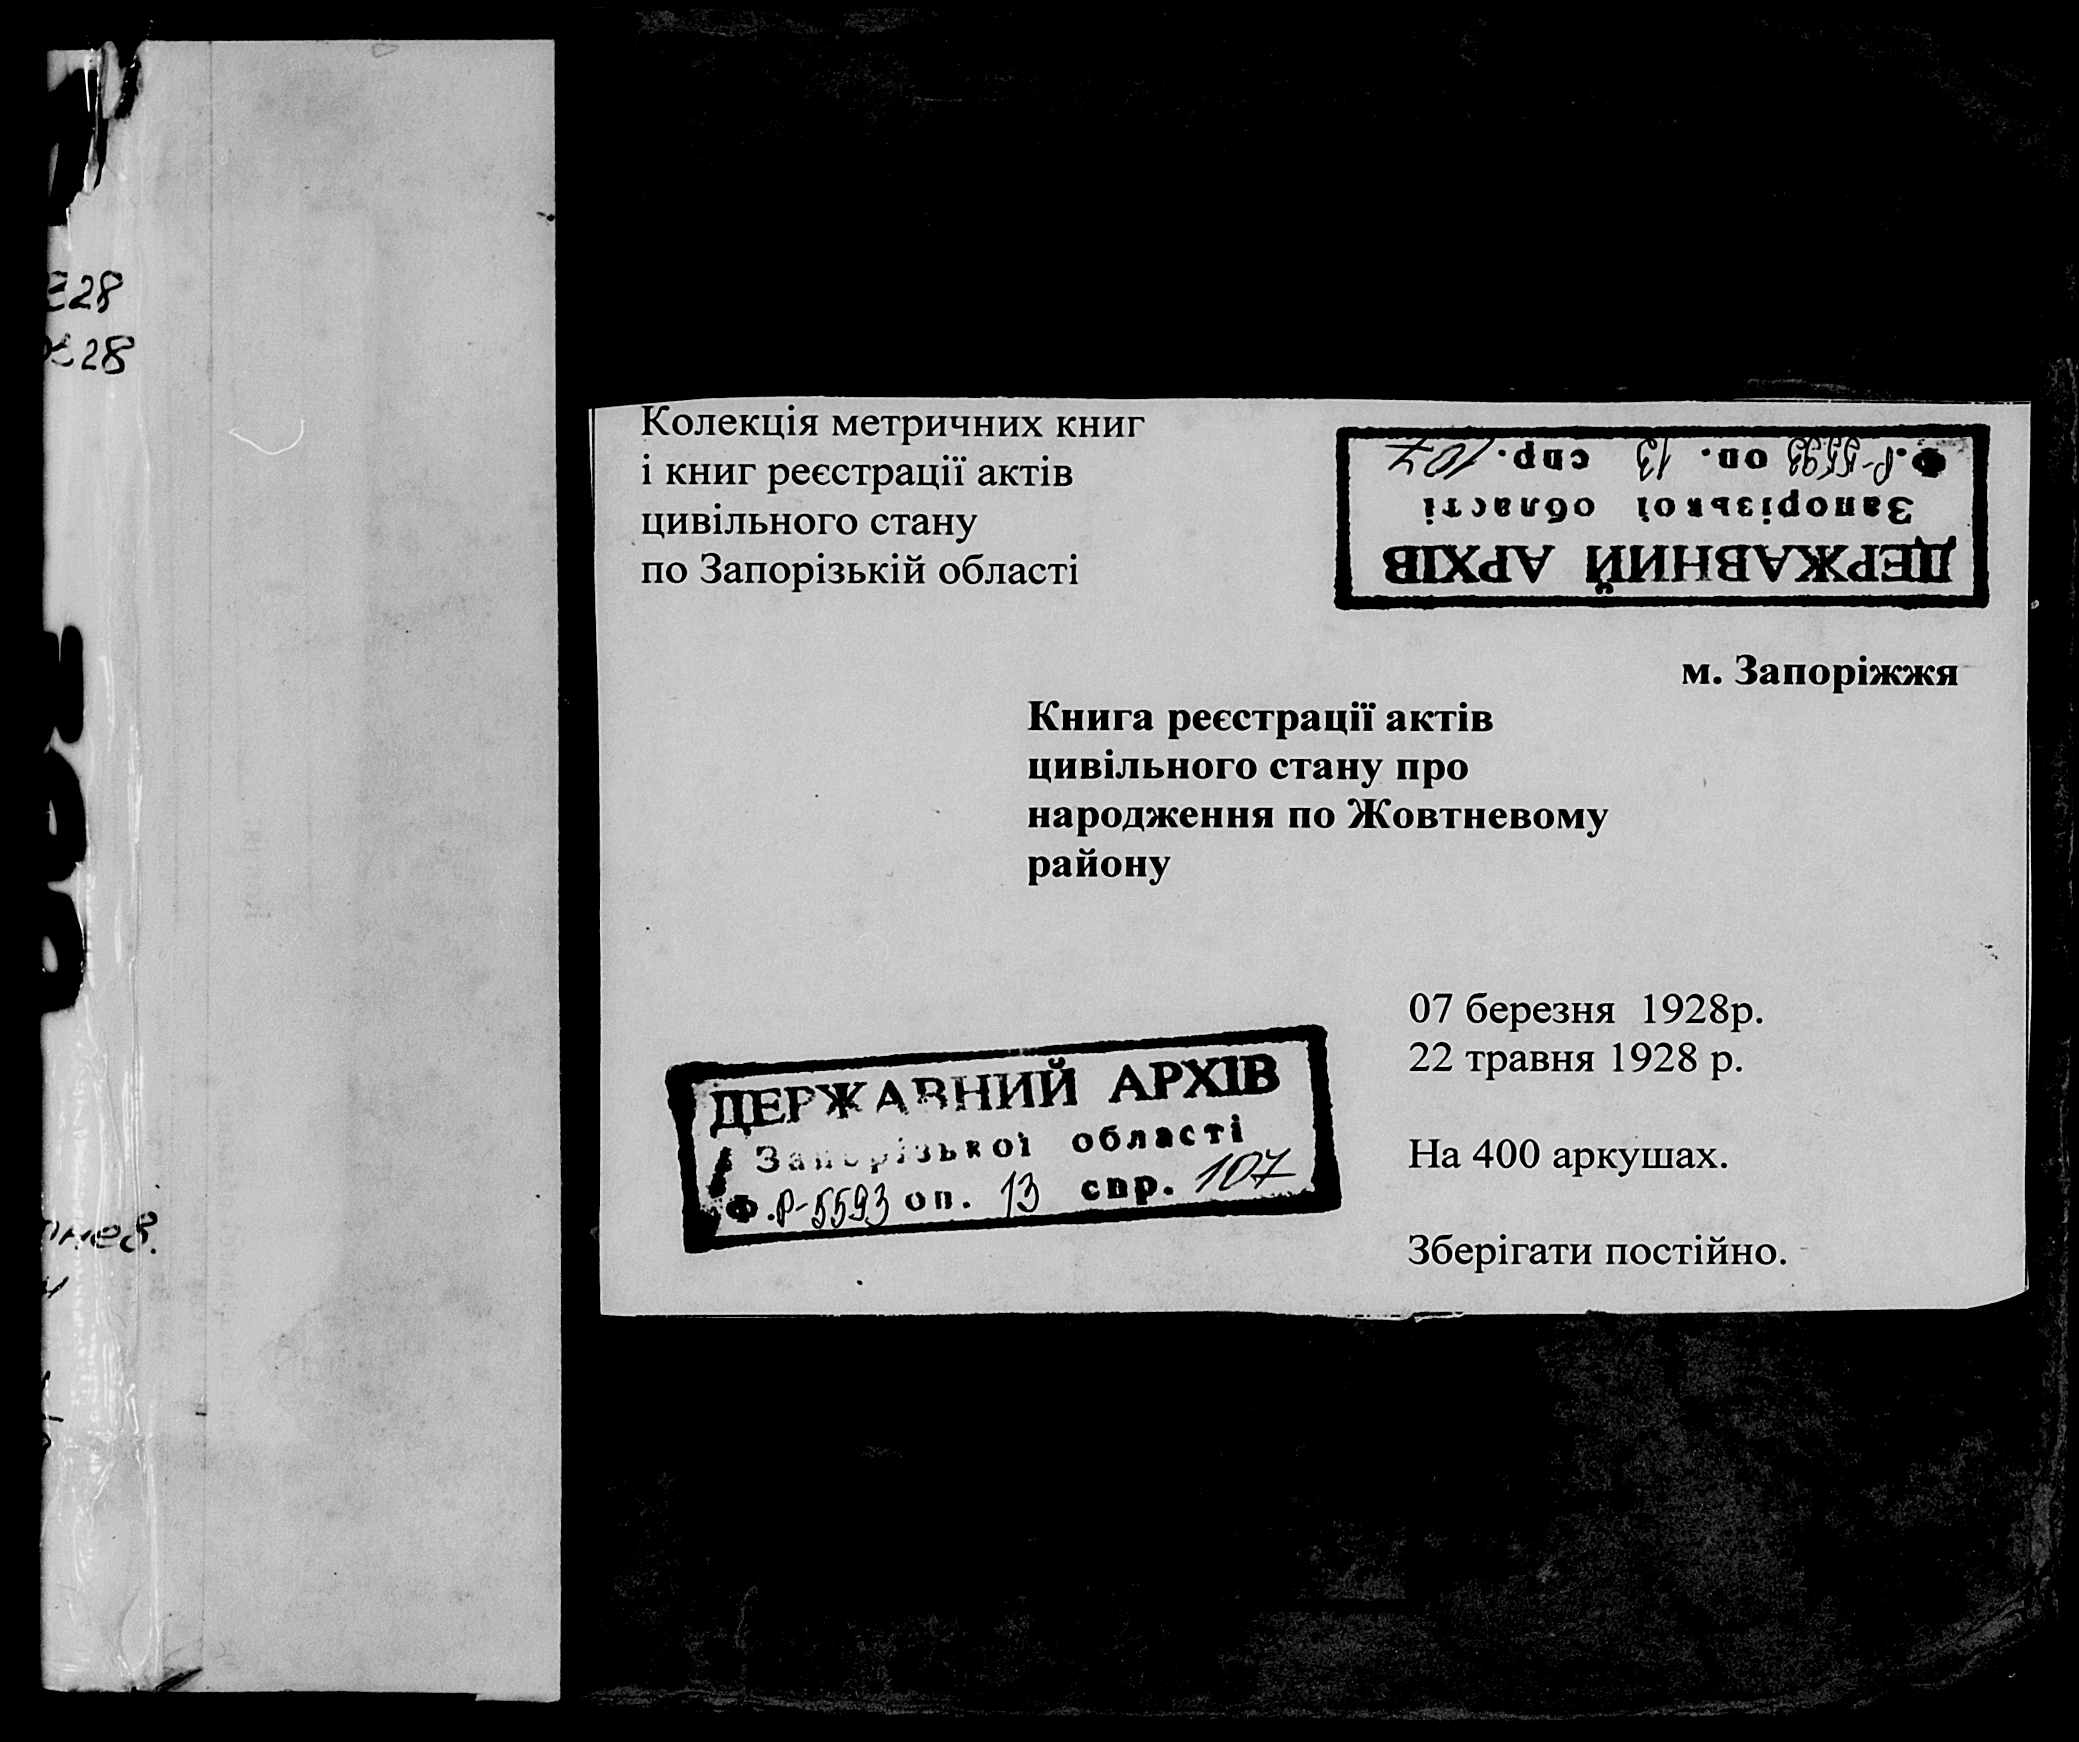 Е28
28
Колекція метричних книг
і книг реєстрації актів
цивільного стану
по Запорізькій області
ДЕРЖАВНИЙ АРХІВ
Запорізької області
Ф.Р-5593 оп. 13 спр. 107
м. Запоріжжя
Книга реєстрації актів
цивільного стану про
народження по Жовтневому
району
07 березня 1928р.
22 травня 1928 р.
На 400 аркушах.
Зберігати постійно.
ДЕРЖАВНИЙ АРХІВ
Запорізької області
Ф.Р-5593 оп. 13 спр. 107